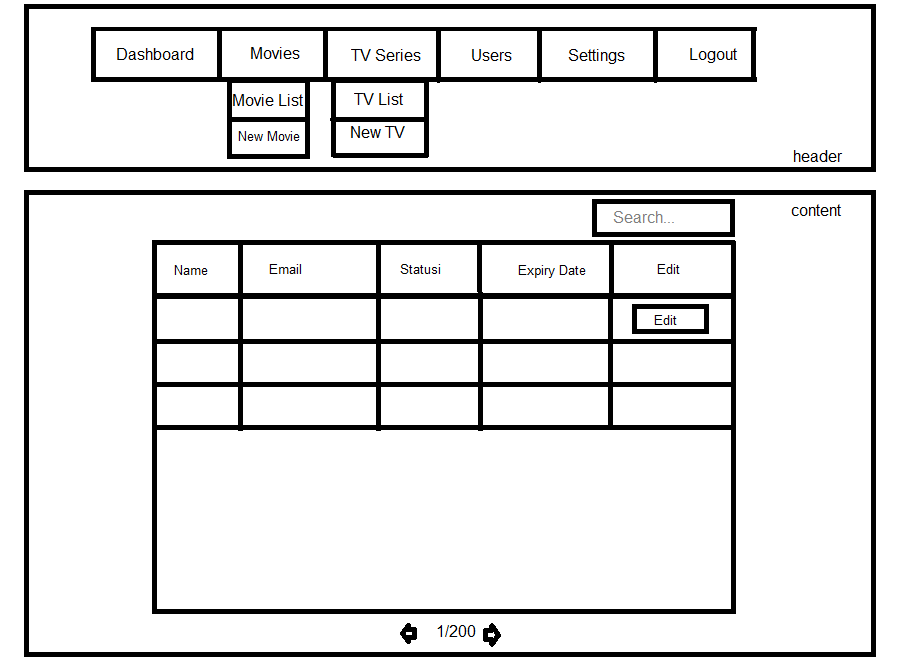 Dashboard Movies TV Series Users Settings Logout
Movie List TV List
New Movie New TV
header
content
Search...
Name Email Statusi Expiry Date Edit
Edit
1/200